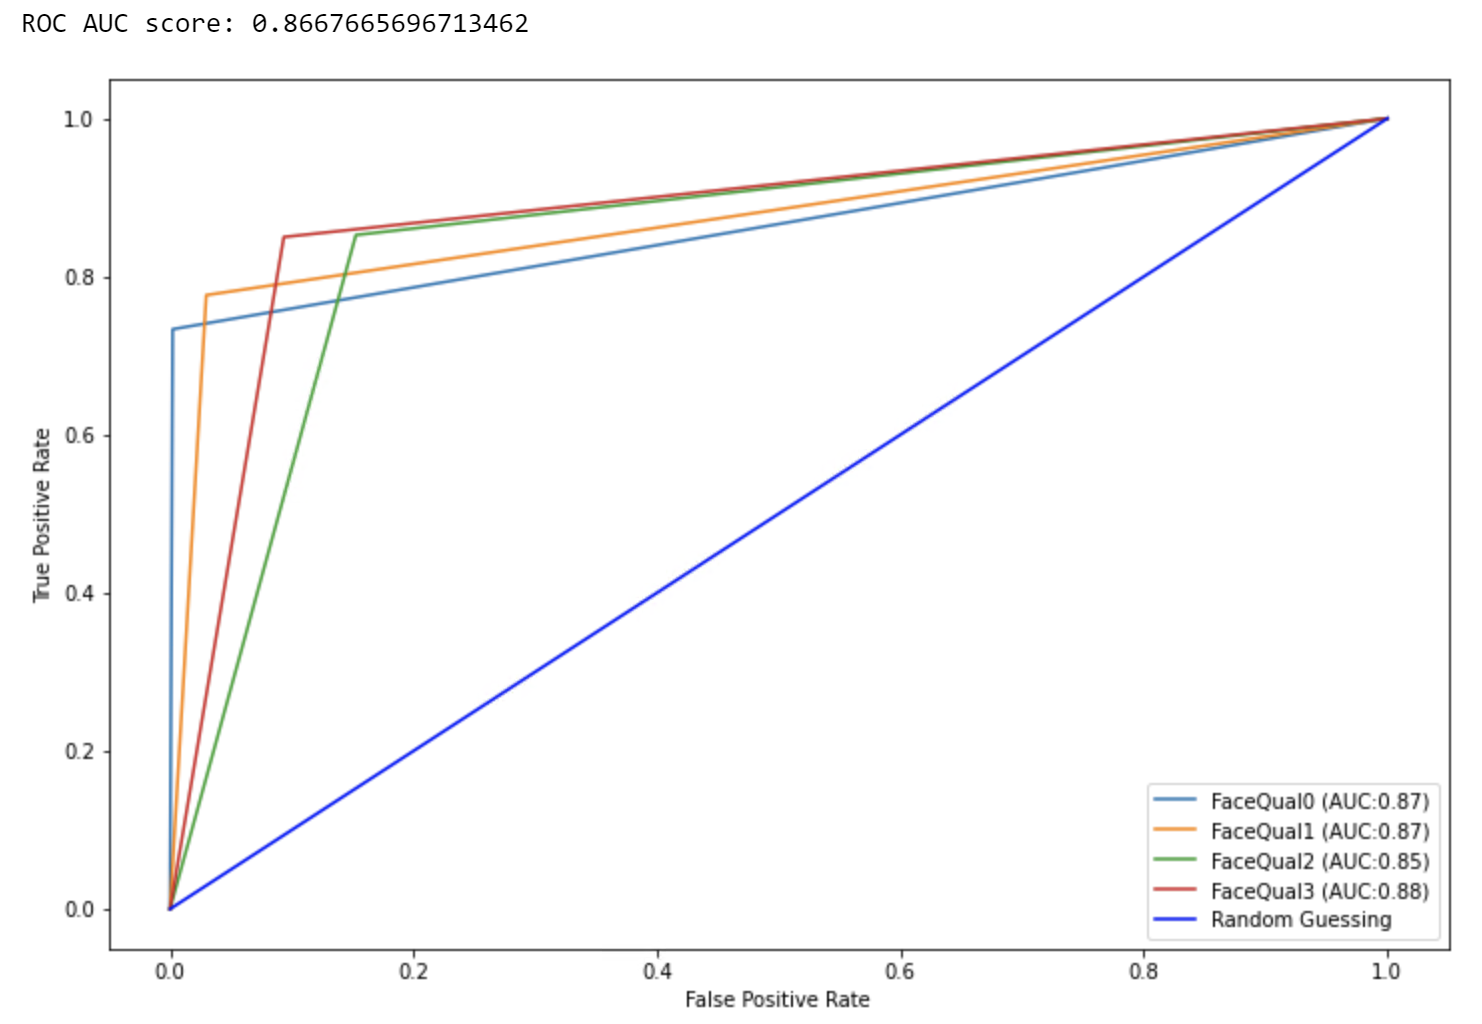 ROC AUC score: 0.8667665696713462
1.0
0.8
0.6
0.4
0.2
0.0
True Positive Rate
0.0 0.2 0.4 0.6 0.8 1.0
False Positive Rate
FaceQual0 (AUC:0.87)
FaceQual1 (AUC:0.87)
FaceQual2 (AUC:0.85)
FaceQual3 (AUC:0.88)
Random Guessing